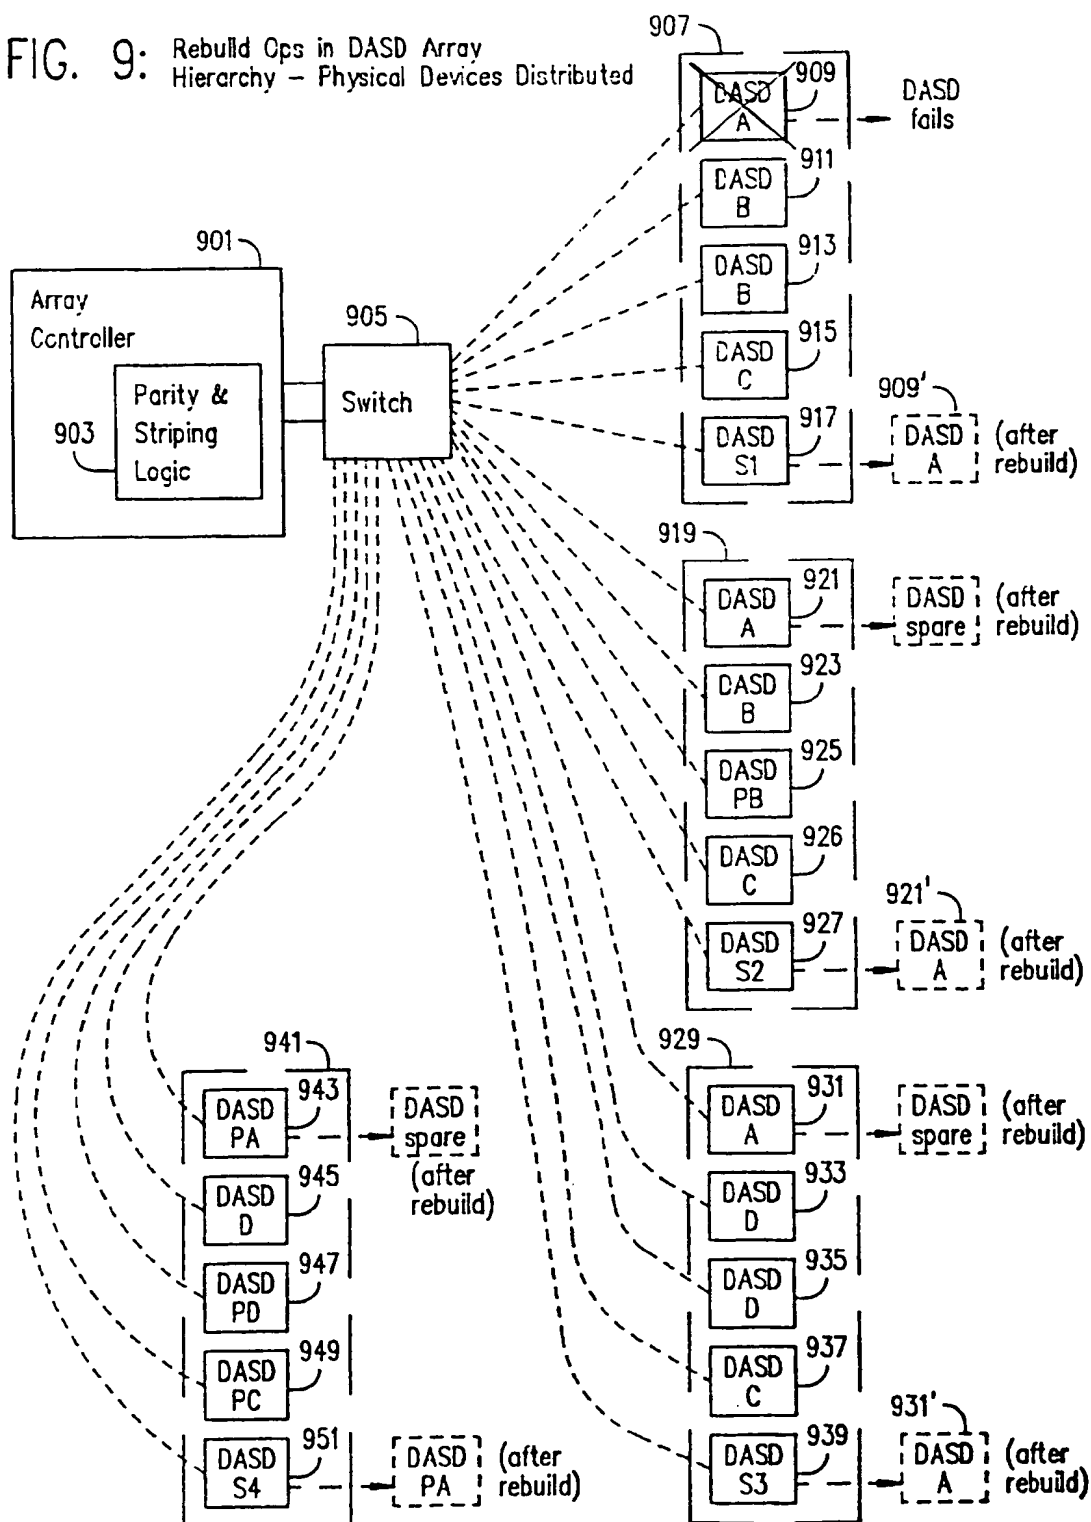 FIG. 9: Rebuild Ops in DASD Array
Hierarchy – Physical Devices Distributed
901
Array
Controller
903
Parity &
Striping
Logic
905
Switch
907
DASD
A
909
DASD
fails
DASD
B
911
DASD
B
913
DASD
C
915
DASD
S1
917
909'
DASD
A
(after
rebuild)
919
DASD
A
921
DASD
spare
(after
rebuild)
DASD
B
923
DASD
PB
925
DASD
C
926
DASD
S2
927
921'
DASD
A
(after
rebuild)
929
DASD
A
931
DASD
spare
(after
rebuild)
DASD
D
933
DASD
D
935
DASD
C
937
DASD
S3
939
931'
DASD
A
(after
rebuild)
941
DASD
PA
943
DASD
spare
(after
rebuild)
DASD
D
945
DASD
PD
947
DASD
PC
949
DASD
S4
951
DASD
PA
(after
rebuild)